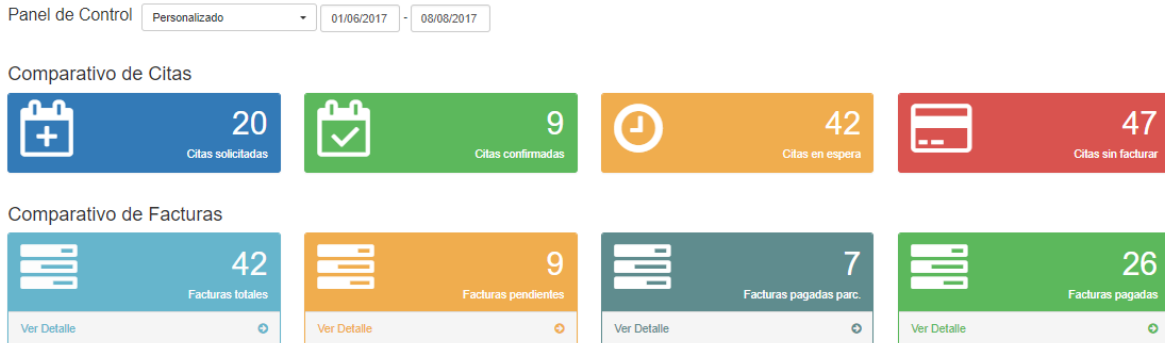 Panel de Control Personalizado 01/06/2017 - 08/08/2017
Comparativo de Citas
20
Citas solicitadas
9
Citas confirmadas
42
Citas en espera
47
Citas sin facturar
Comparativo de Facturas
42
Facturas totales
Ver Detalle
9
Facturas pendientes
Ver Detalle
7
Facturas pagadas parc.
Ver Detalle
26
Facturas pagadas
Ver Detalle